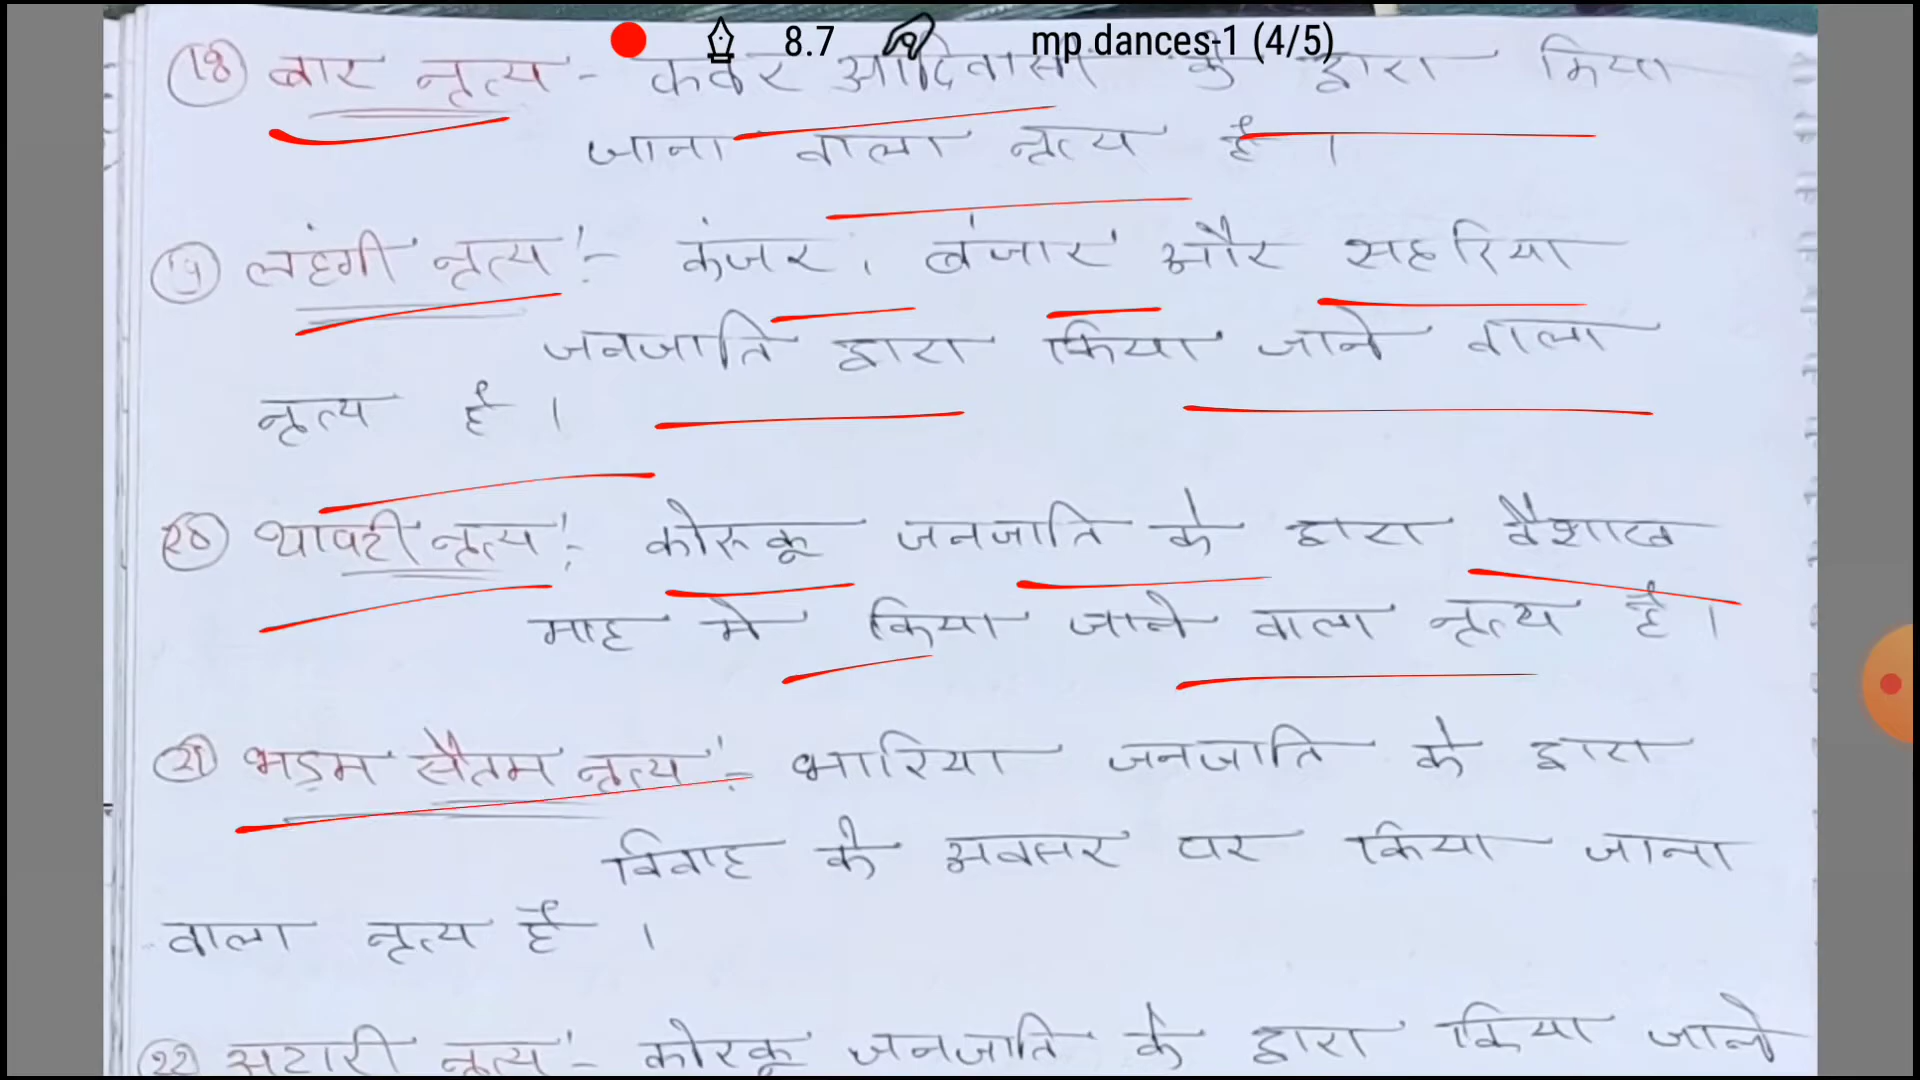 8.7 mp dances-1 (4/5)
(18) बार नृत्य - कवर आदिवासी के द्वारा किया
जाना वाला नृत्य है ।
(19) लहंगी नृत्य :- कंजर, बंजार और सहरिया
जनजाति द्वारा किया जाने वाला
नृत्य है ।
(20) थापटी नृत्य :- कोरकू जनजाति के द्वारा वैशाख
माह मे किया जाने वाला नृत्य है ।
(21) भड़म सैतम नृत्य :- भारिया जनजाति के द्वारा
विवाह के अवसर पर किया जाना
वाला नृत्य है ।
(22) सटारी नृत्य :- कोरकू जनजाति के द्वारा किया जाने